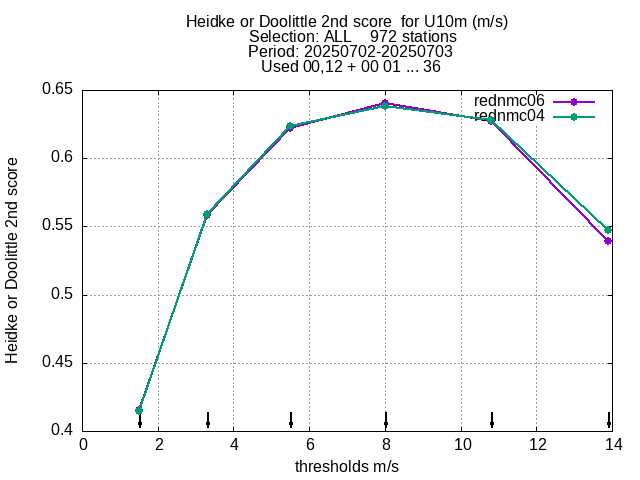 Heidke or Doolittle 2nd score  for U10m (m/s)
Selection: ALL    972 stations
Period: 20250702-20250703
Used 00,12 + 00 01 ... 36
rednmc06
rednmc04
Heidke or Doolittle 2nd score
0.65
0.6
0.55
0.5
0.45
0.4
0 2 4 6 8 10 12 14
thresholds m/s